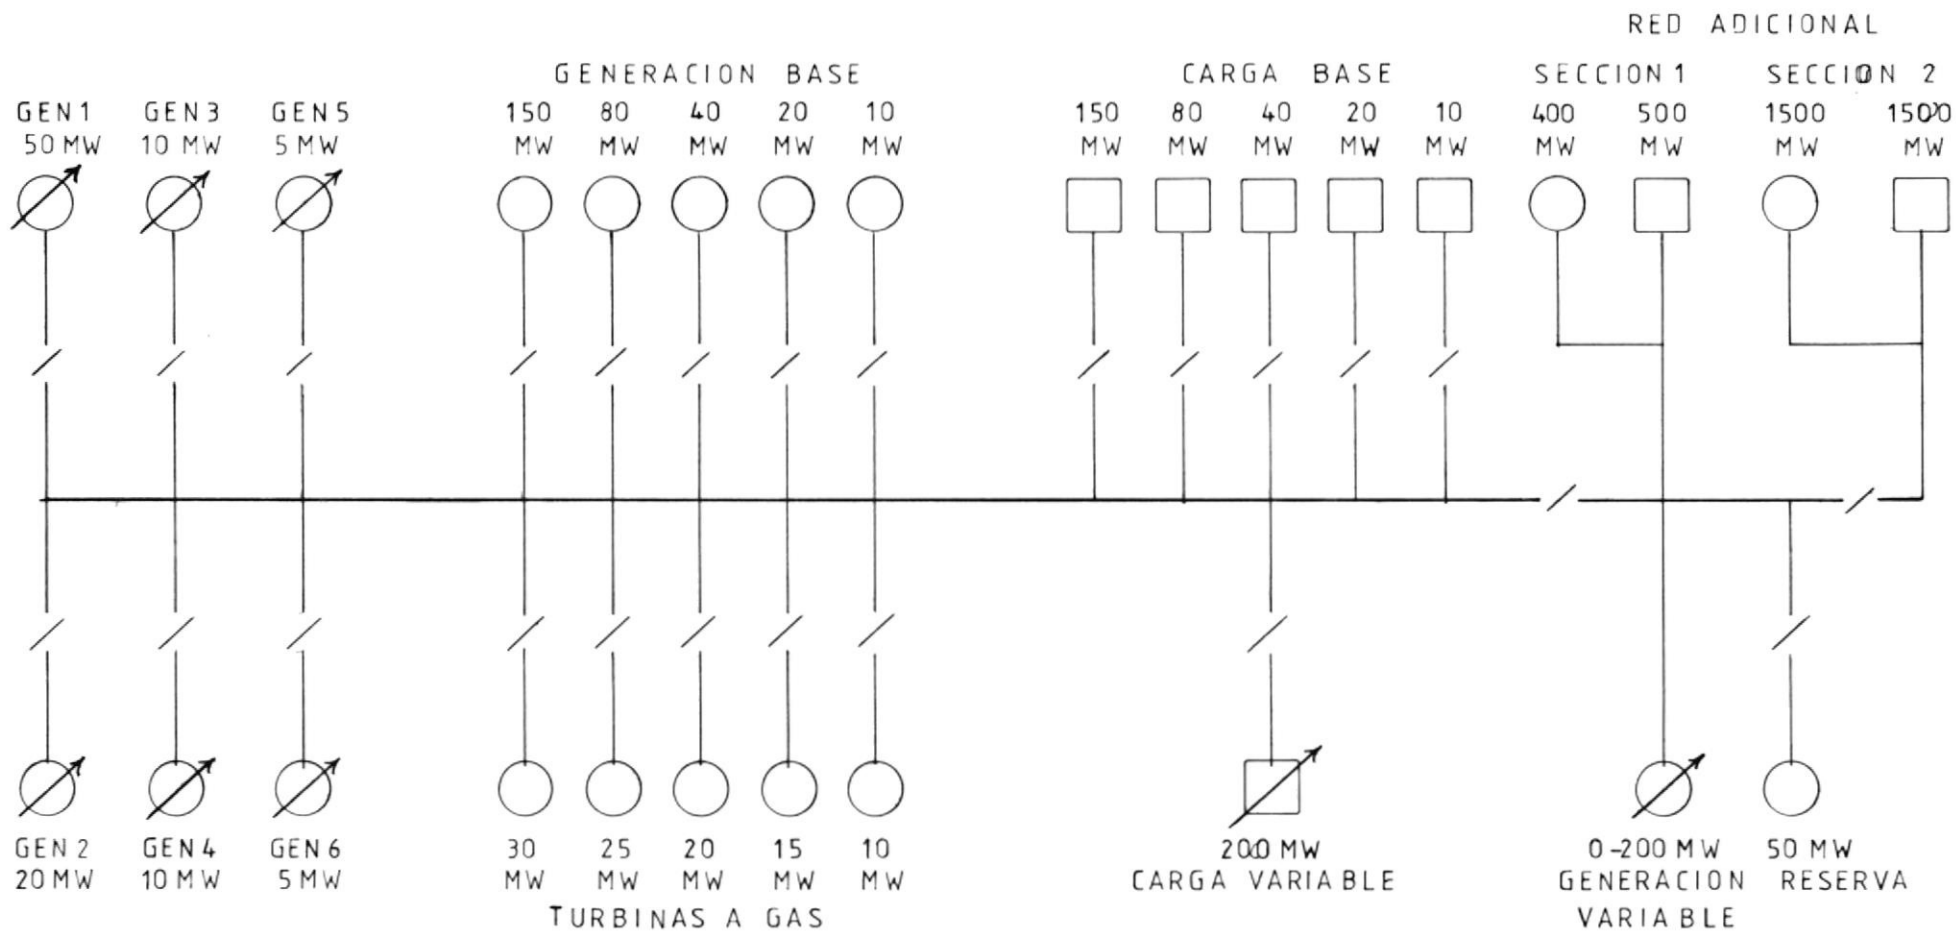 RED ADICIONAL
GENERACION BASE CARGA BASE SECCION 1 SECCION 2
GEN 1 GEN 3 GEN 5 150 80 40 20 10 150 80 40 20 10 400 500 1500 1500
50 MW 10 MW 5 MW MW MW MW MW MW MW MW MW MW MW MW MW MW MW
GEN 2 GEN 4 GEN 6 30 25 20 15 10 200 MW 0-200 MW 50 MW
20 MW 10 MW 5 MW MW MW MW MW MW CARGA VARIABLE GENERACION RESERVA
TURBINAS A GAS VARIABLE